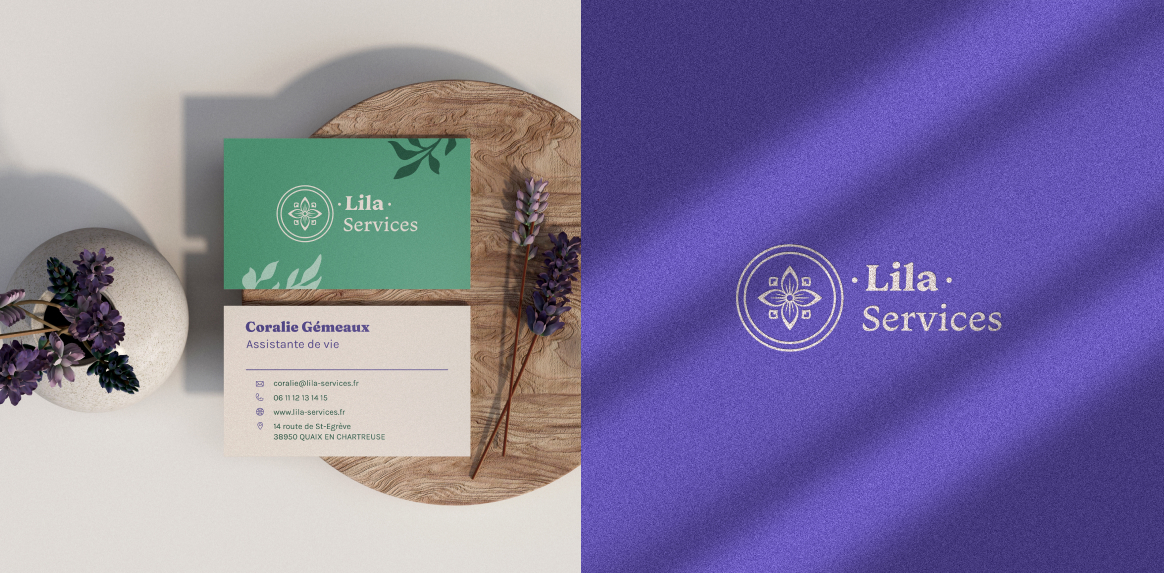 · Lila ·
Services
Coralie Gémeaux
Assistante de vie
coralie@lila-services.fr
06 11 12 13 14 15
www.lila-services.fr
14 route de St-Egrève
38950 QUAIX EN CHARTREUSE
· Lila ·
Services